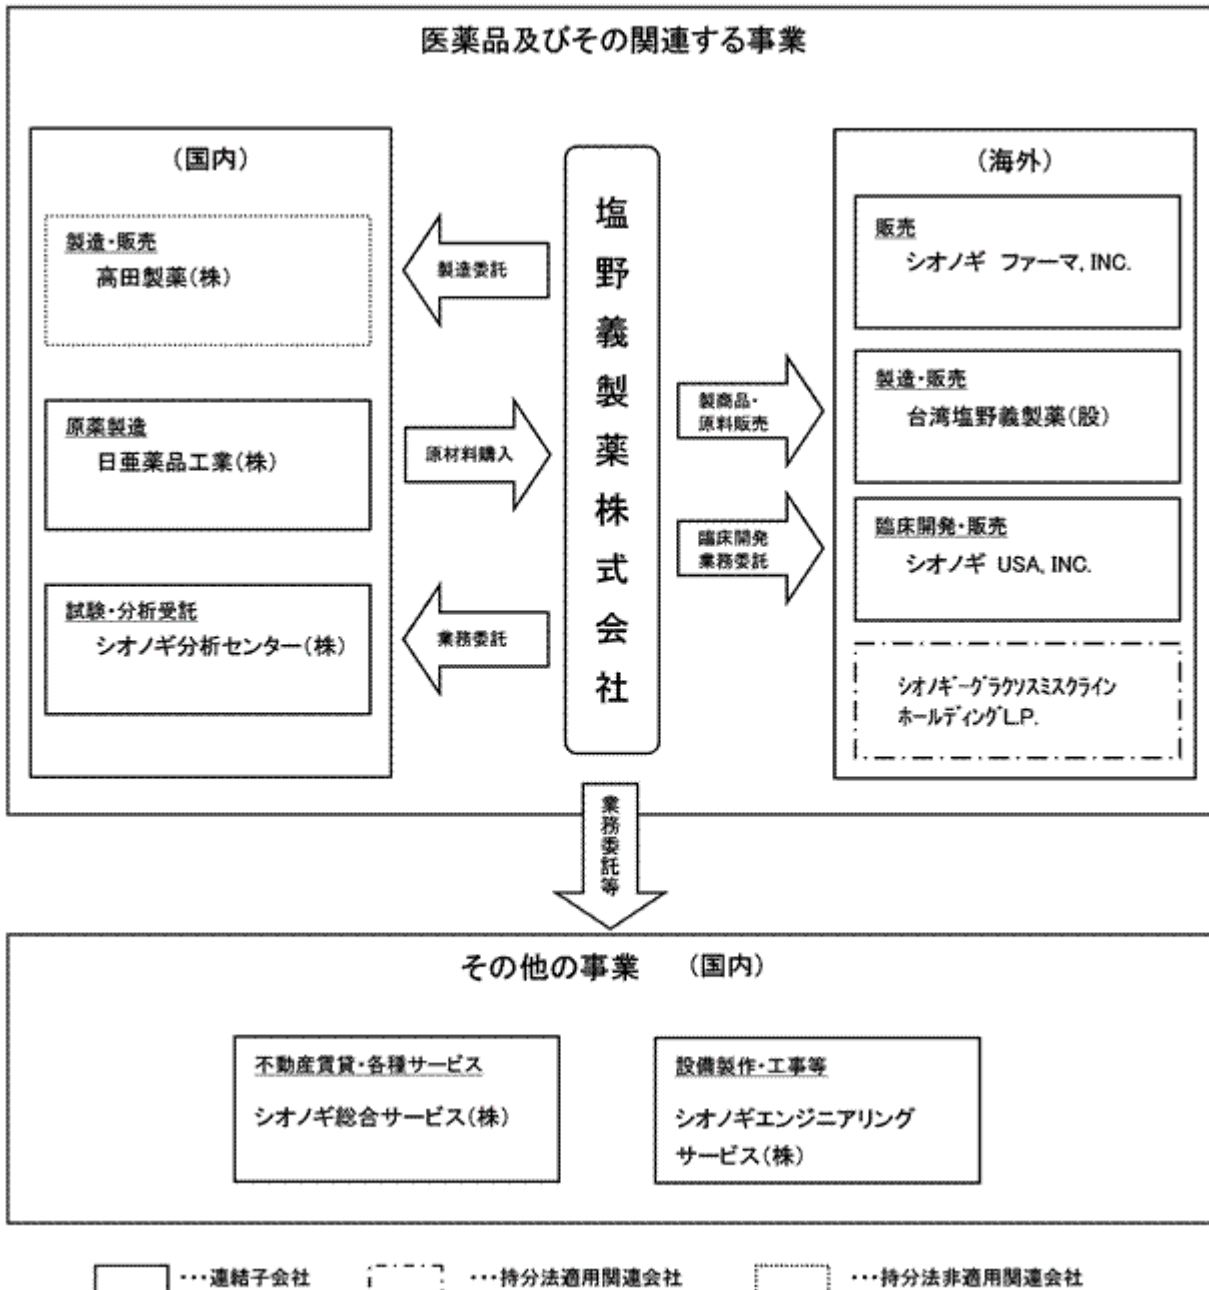 医薬品及びその関連する事業
(国内)
製造・販売
高田製薬(株)
原薬製造
日亜薬品工業(株)
試験・分析受託
シオノギ分析センター(株)
製造委託
原材料購入
業務委託
塩野義製薬株式会社
製商品・
原料販売
臨床開発
業務委託
(海外)
販売
シオノギ ファーマ, INC.
製造・販売
台湾塩野義製薬(股)
臨床開発・販売
シオノギ USA, INC.
シオノギーグラクソスミスクライン
ホールディングL.P.
業務委託等
その他の事業 (国内)
不動産賃貸・各種サービス
シオノギ総合サービス(株)
設備製作・工事等
シオノギエンジニアリング
サービス(株)
・・・連結子会社
・・・持分法適用関連会社
・・・持分法非適用関連会社